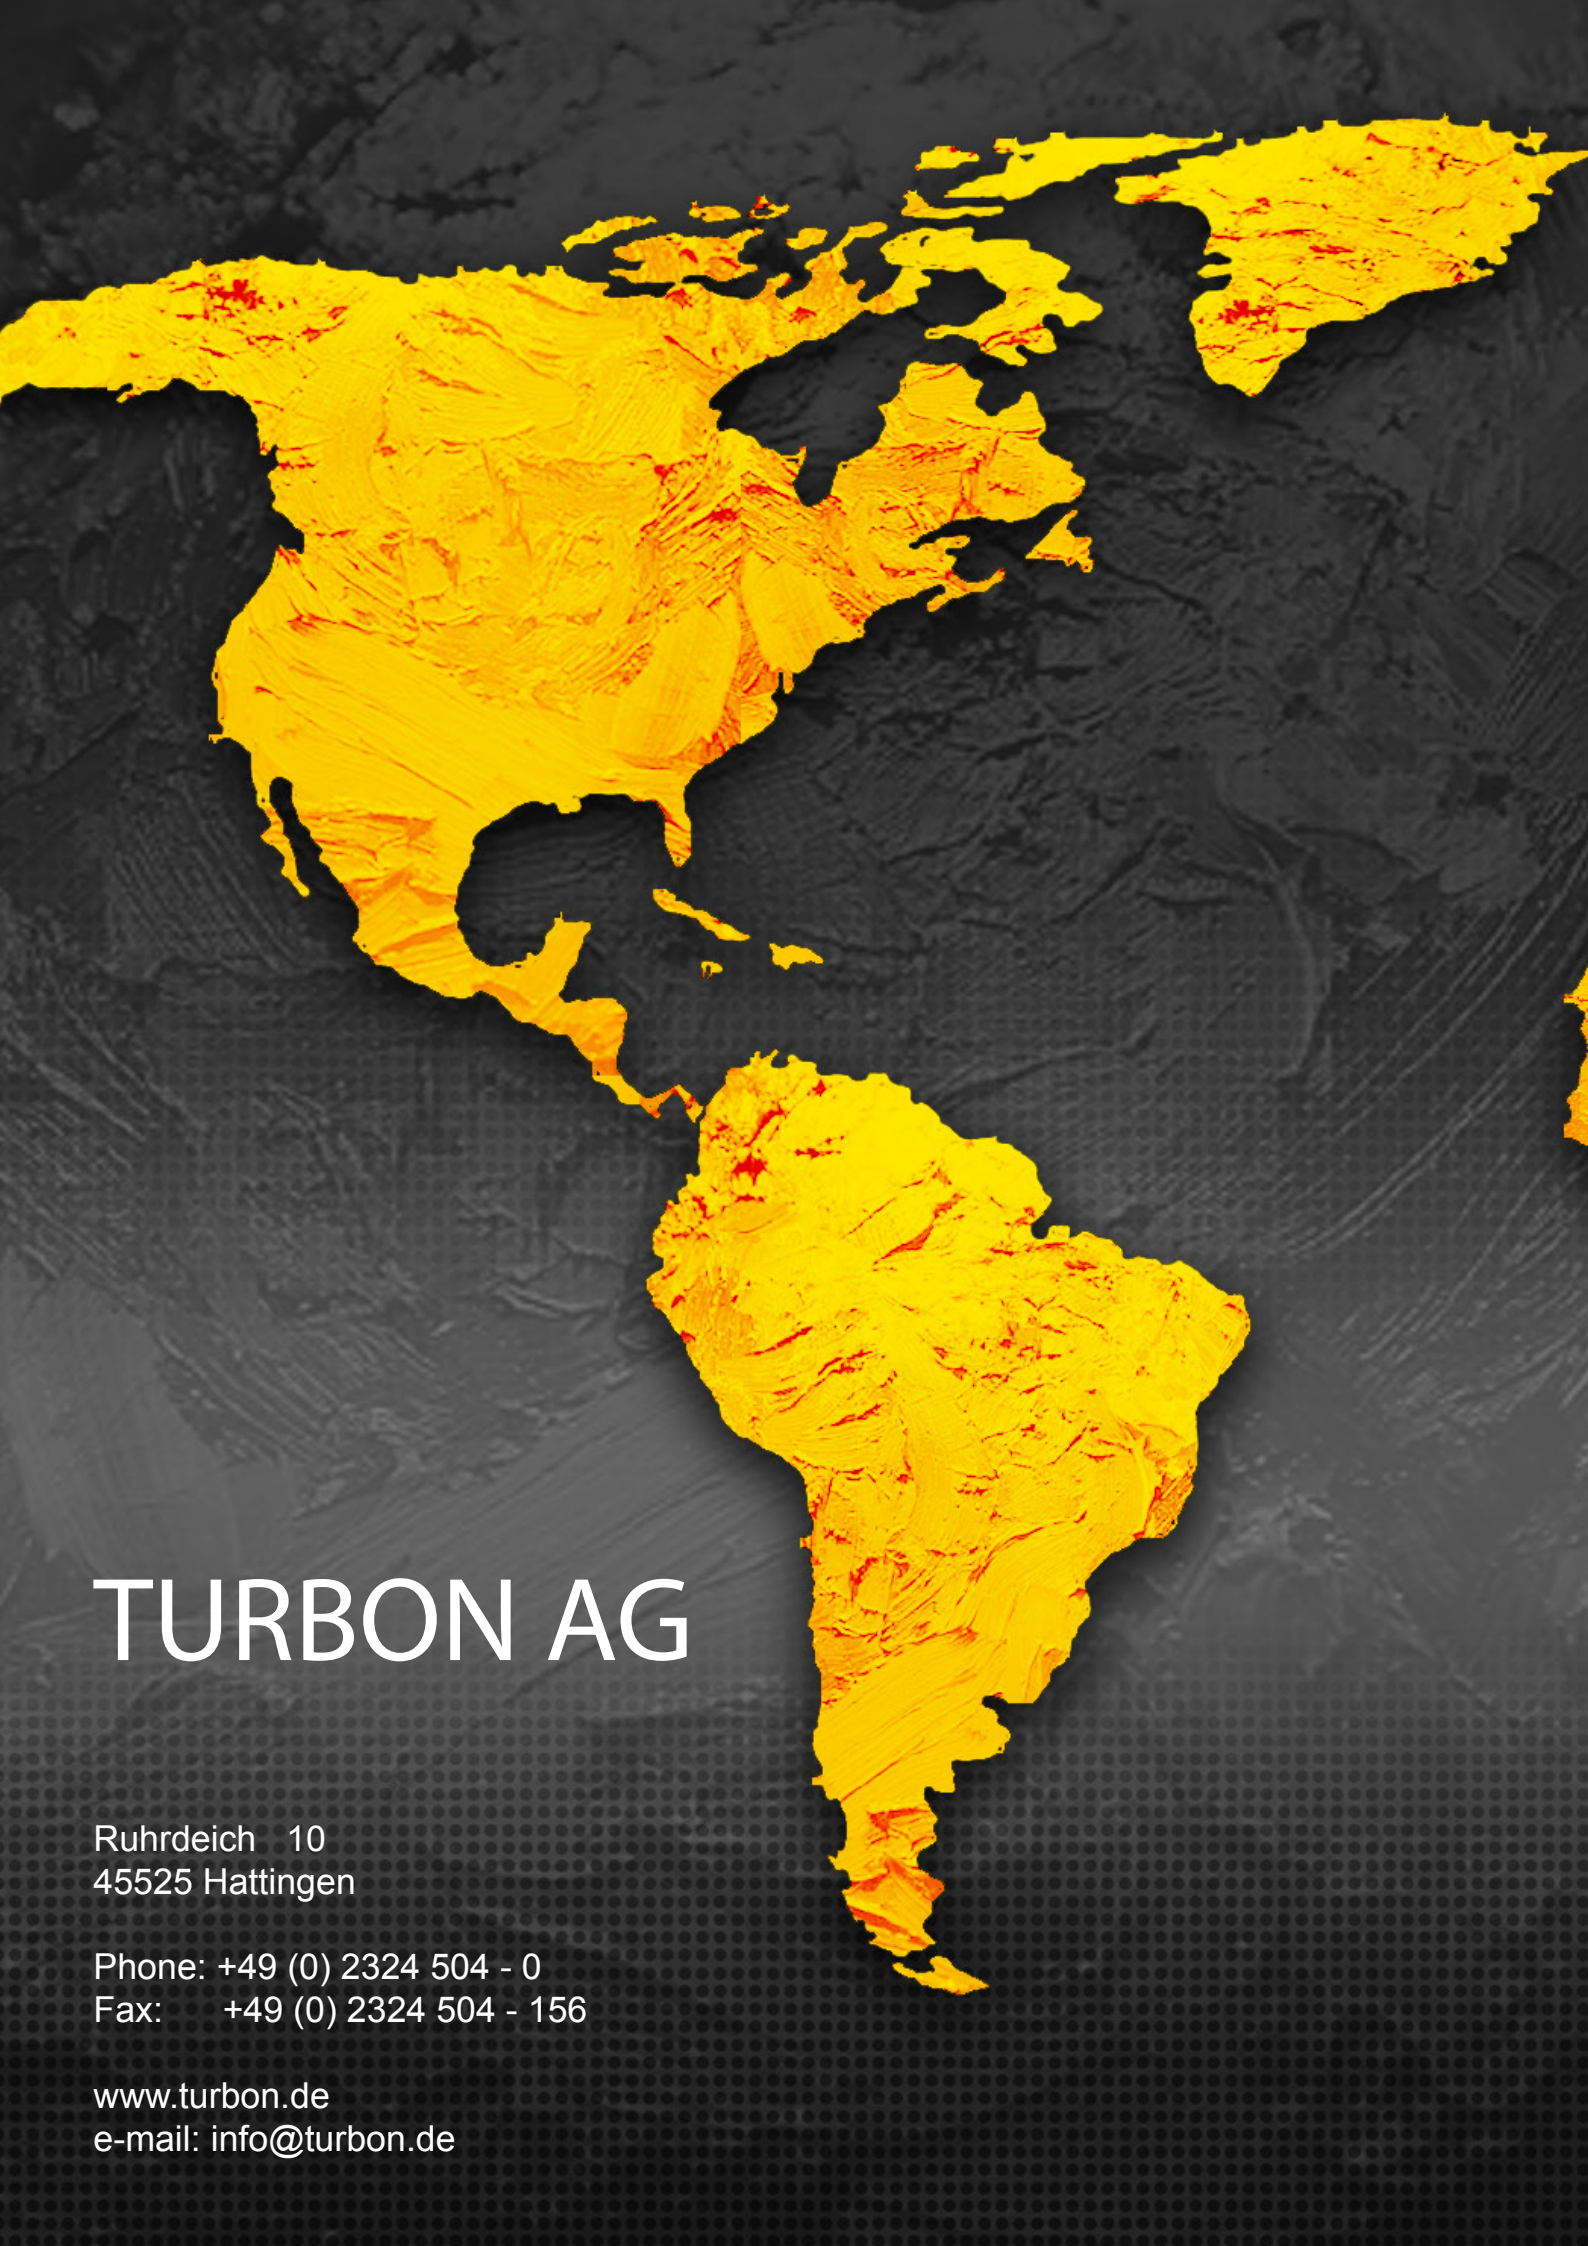 TURBON AG
Ruhrdeich   10
45525 Hattingen
Phone: +49 (0) 2324 504 - 0
Fax:      +49 (0) 2324 504 - 156
www.turbon.de
e-mail: info@turbon.de